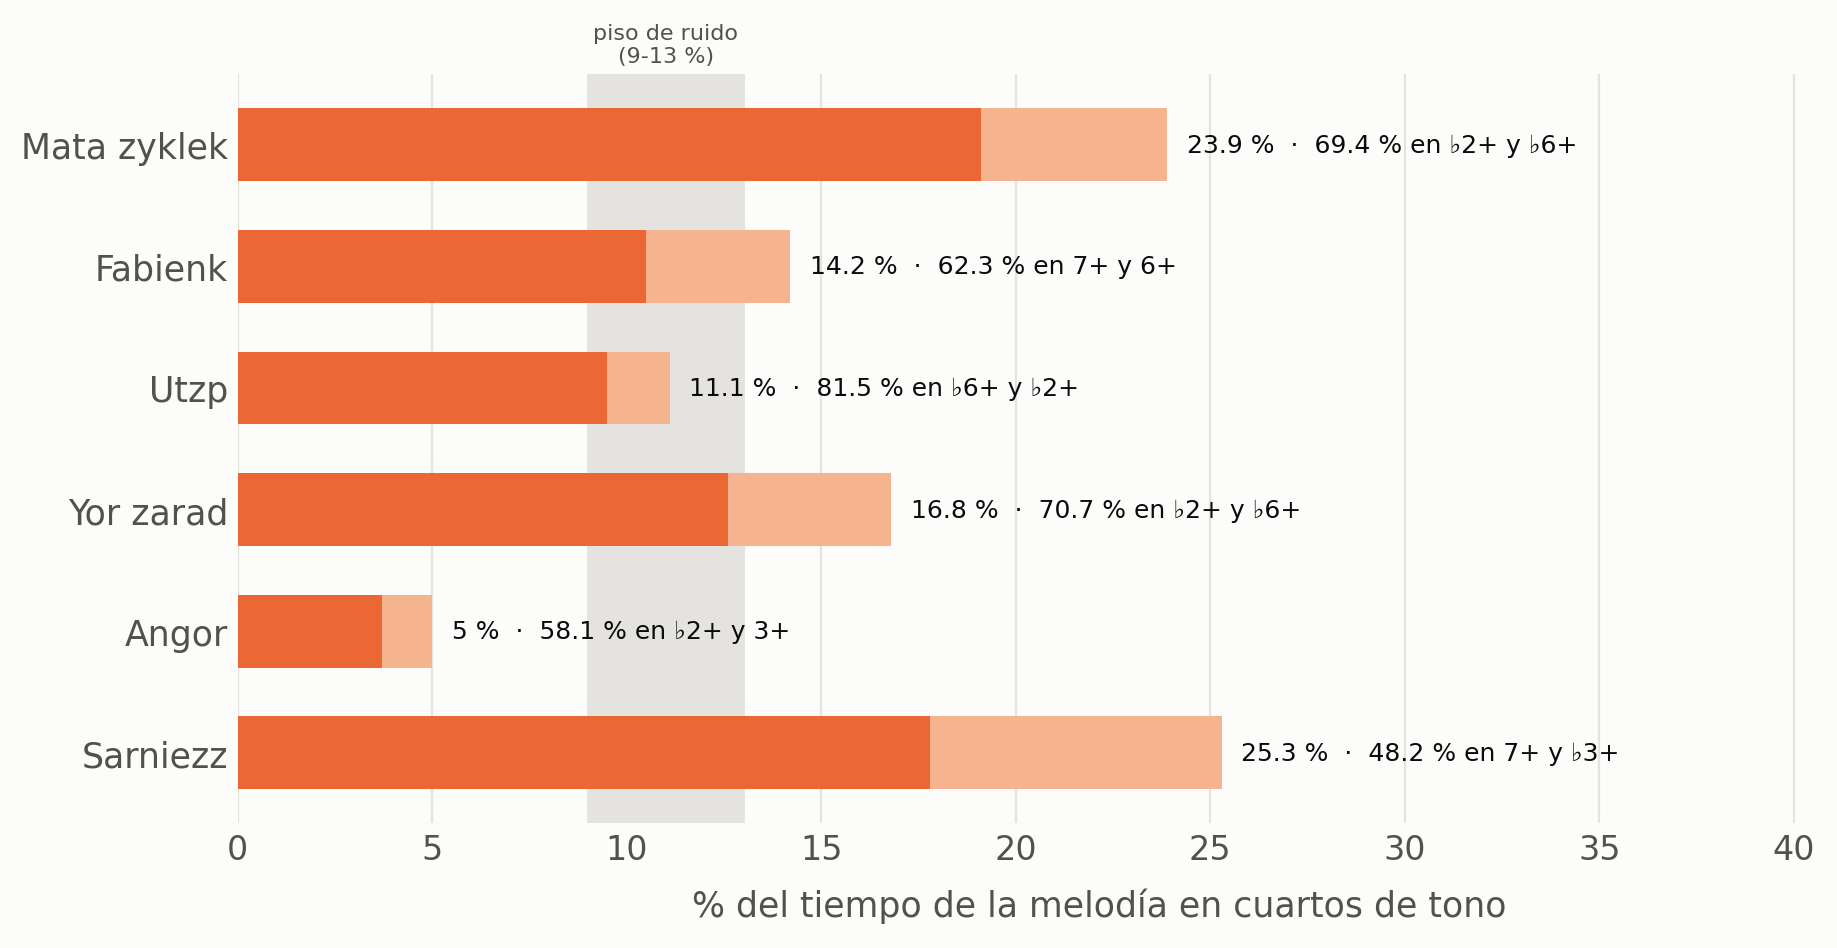 piso de ruido
(9-13 %)
Mata zyklek
23.9 % · 69.4 % en ♭2+ y ♭6+
Fabienk
14.2 % · 62.3 % en 7+ y 6+
Utzp
11.1 % · 81.5 % en ♭6+ y ♭2+
Yor zarad
16.8 % · 70.7 % en ♭2+ y ♭6+
Angor
5 % · 58.1 % en ♭2+ y 3+
Sarniezz
25.3 % · 48.2 % en 7+ y ♭3+
0 5 10 15 20 25 30 35 40
% del tiempo de la melodía en cuartos de tono